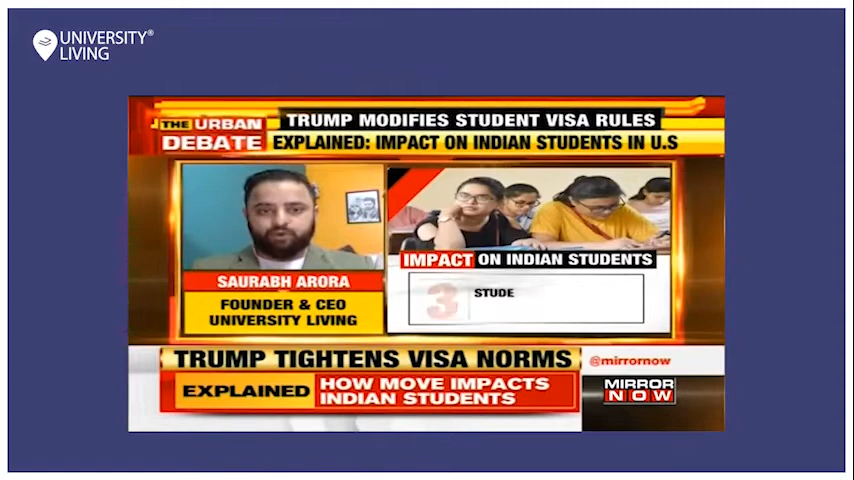 UNIVERSITY®
LIVING
THE URBAN
DEBATE
TRUMP MODIFIES STUDENT VISA RULES
EXPLAINED: IMPACT ON INDIAN STUDENTS IN U.S
SAURABH ARORA
FOUNDER & CEO
UNIVERSITY LIVING
IMPACT ON INDIAN STUDENTS
3 STUDE
TRUMP TIGHTENS VISA NORMS
@mirrornow
EXPLAINED
HOW MOVE IMPACTS
INDIAN STUDENTS
MIRROR
NOW